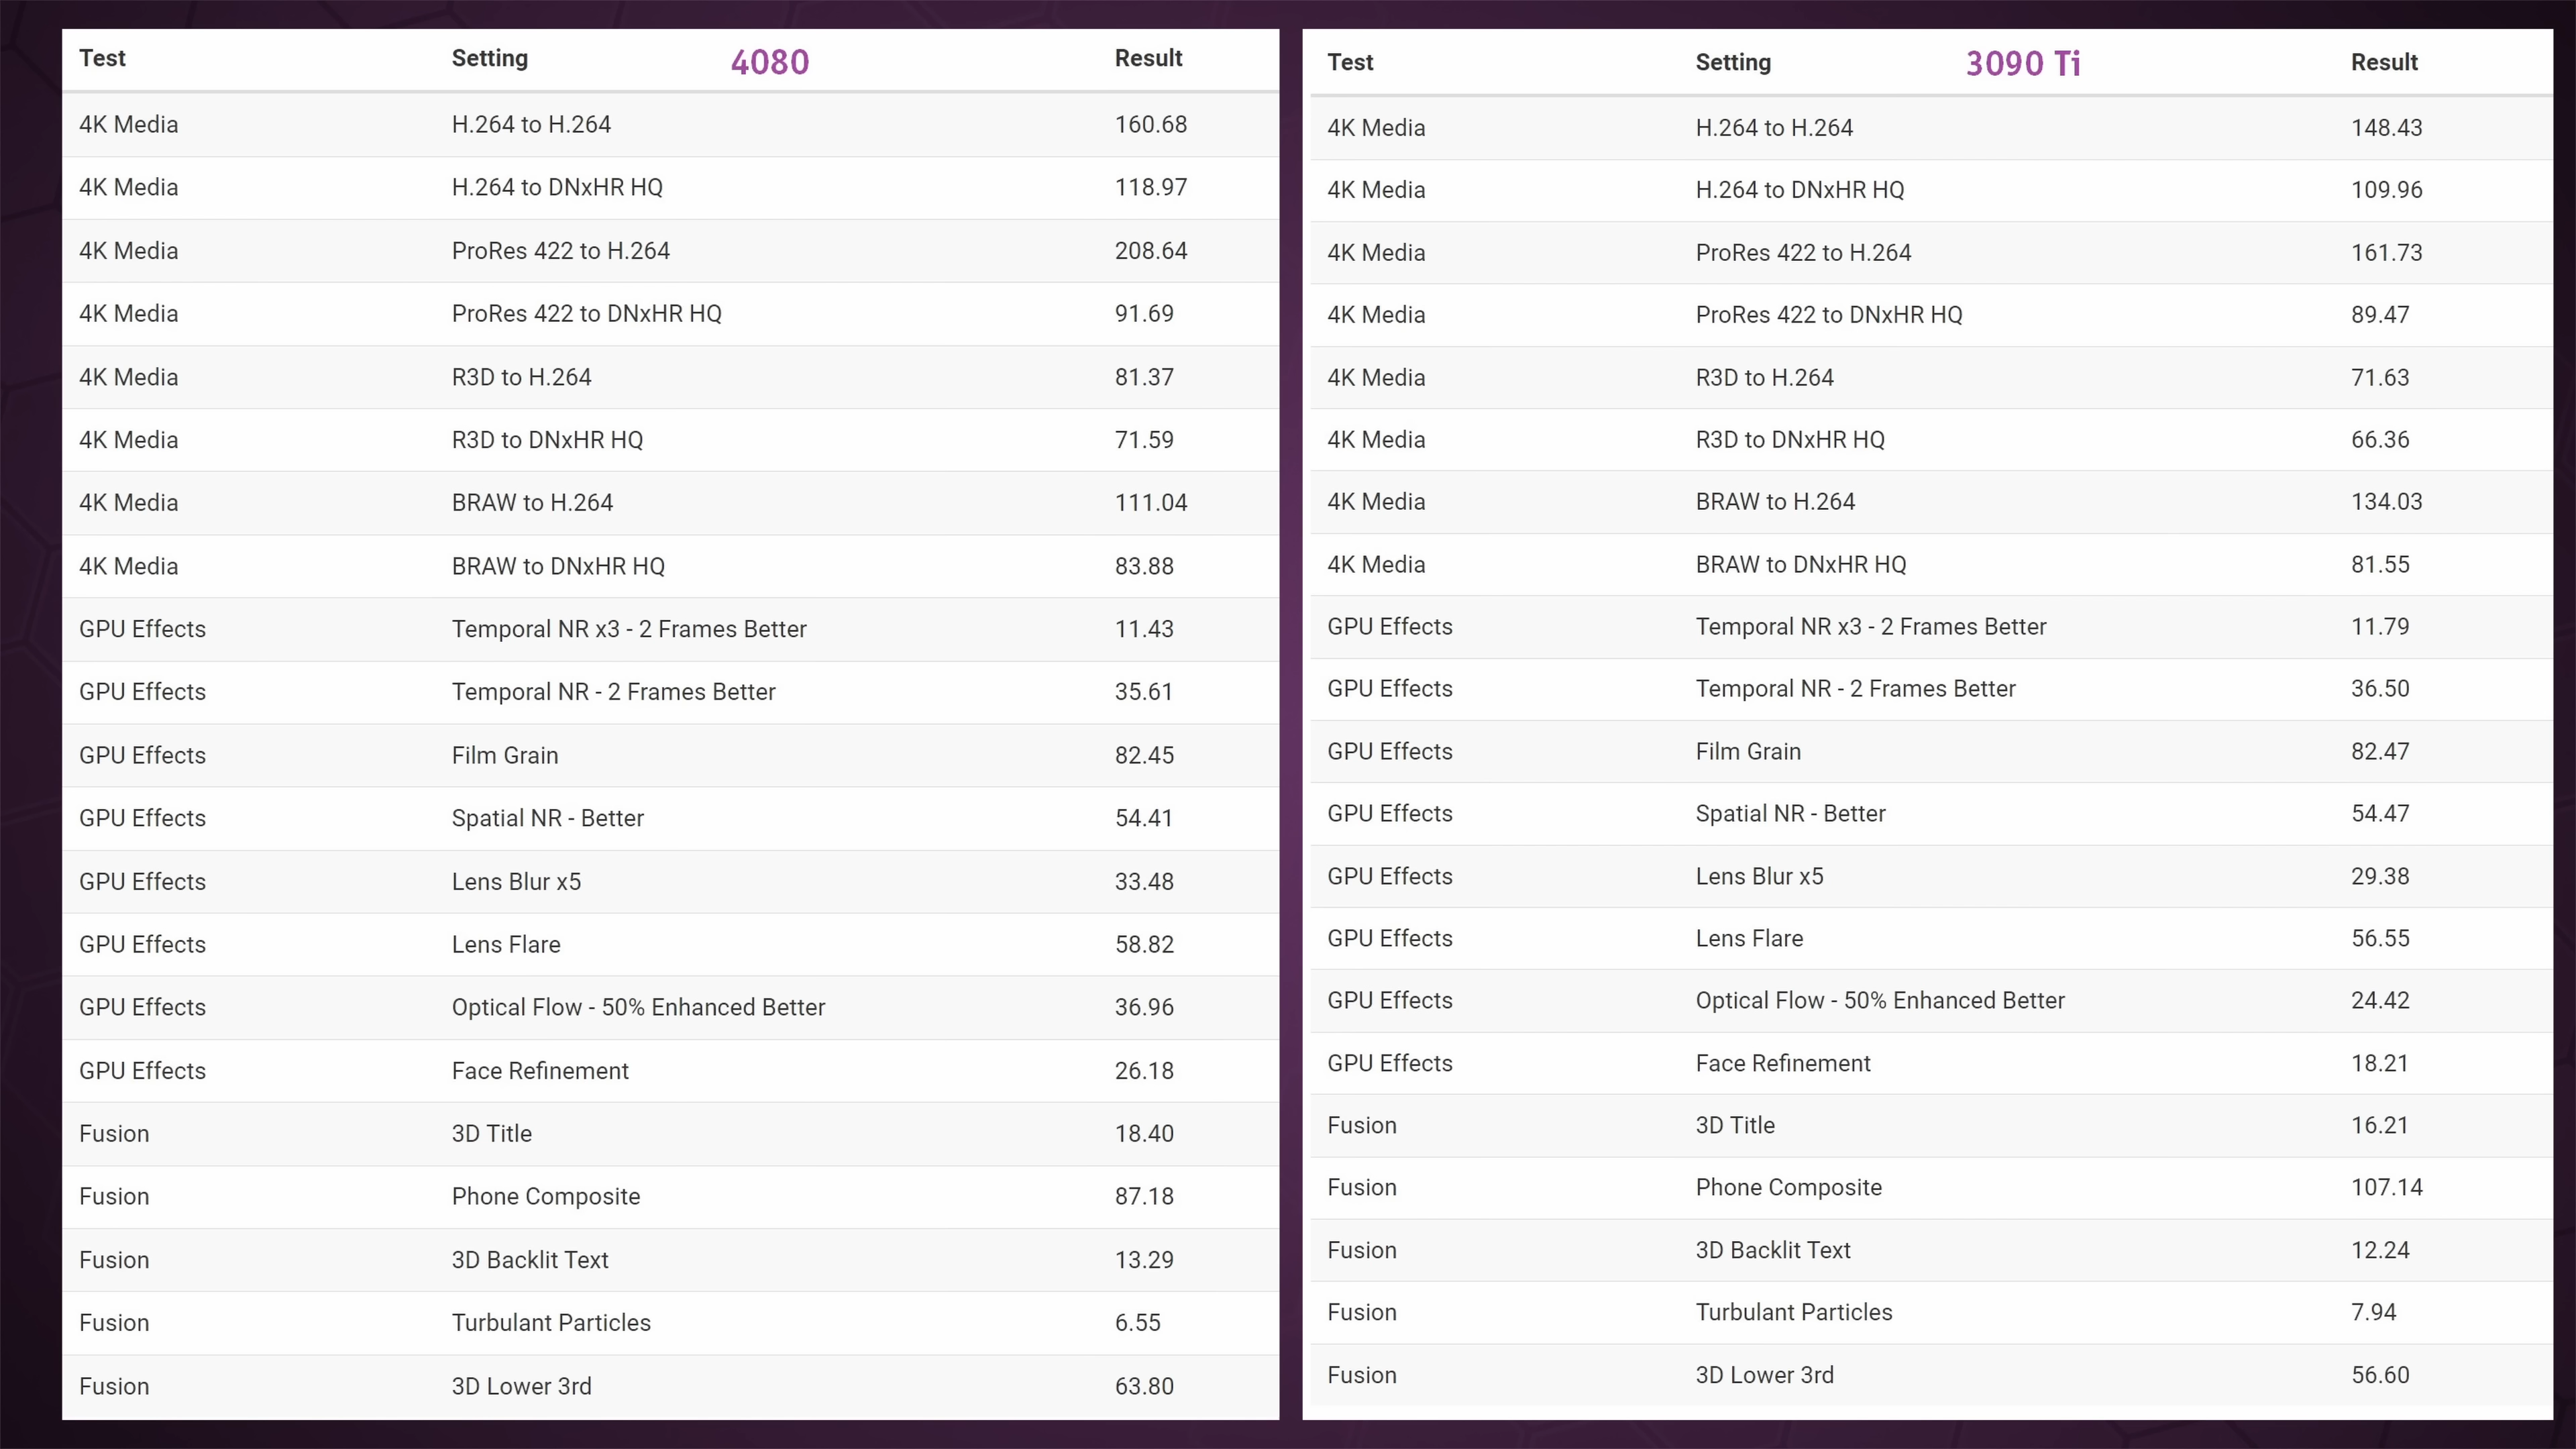 Test Setting 4080 Result
4K Media H.264 to H.264 160.68
4K Media H.264 to DNxHR HQ 118.97
4K Media ProRes 422 to H.264 208.64
4K Media ProRes 422 to DNxHR HQ 91.69
4K Media R3D to H.264 81.37
4K Media R3D to DNxHR HQ 71.59
4K Media BRAW to H.264 111.04
4K Media BRAW to DNxHR HQ 83.88
GPU Effects Temporal NR x3 - 2 Frames Better 11.43
GPU Effects Temporal NR - 2 Frames Better 35.61
GPU Effects Film Grain 82.45
GPU Effects Spatial NR - Better 54.41
GPU Effects Lens Blur x5 33.48
GPU Effects Lens Flare 58.82
GPU Effects Optical Flow - 50% Enhanced Better 36.96
GPU Effects Face Refinement 26.18
Fusion 3D Title 18.40
Fusion Phone Composite 87.18
Fusion 3D Backlit Text 13.29
Fusion Turbulant Particles 6.55
Fusion 3D Lower 3rd 63.80
Test Setting 3090 Ti Result
4K Media H.264 to H.264 148.43
4K Media H.264 to DNxHR HQ 109.96
4K Media ProRes 422 to H.264 161.73
4K Media ProRes 422 to DNxHR HQ 89.47
4K Media R3D to H.264 71.63
4K Media R3D to DNxHR HQ 66.36
4K Media BRAW to H.264 134.03
4K Media BRAW to DNxHR HQ 81.55
GPU Effects Temporal NR x3 - 2 Frames Better 11.79
GPU Effects Temporal NR - 2 Frames Better 36.50
GPU Effects Film Grain 82.47
GPU Effects Spatial NR - Better 54.47
GPU Effects Lens Blur x5 29.38
GPU Effects Lens Flare 56.55
GPU Effects Optical Flow - 50% Enhanced Better 24.42
GPU Effects Face Refinement 18.21
Fusion 3D Title 16.21
Fusion Phone Composite 107.14
Fusion 3D Backlit Text 12.24
Fusion Turbulant Particles 7.94
Fusion 3D Lower 3rd 56.60